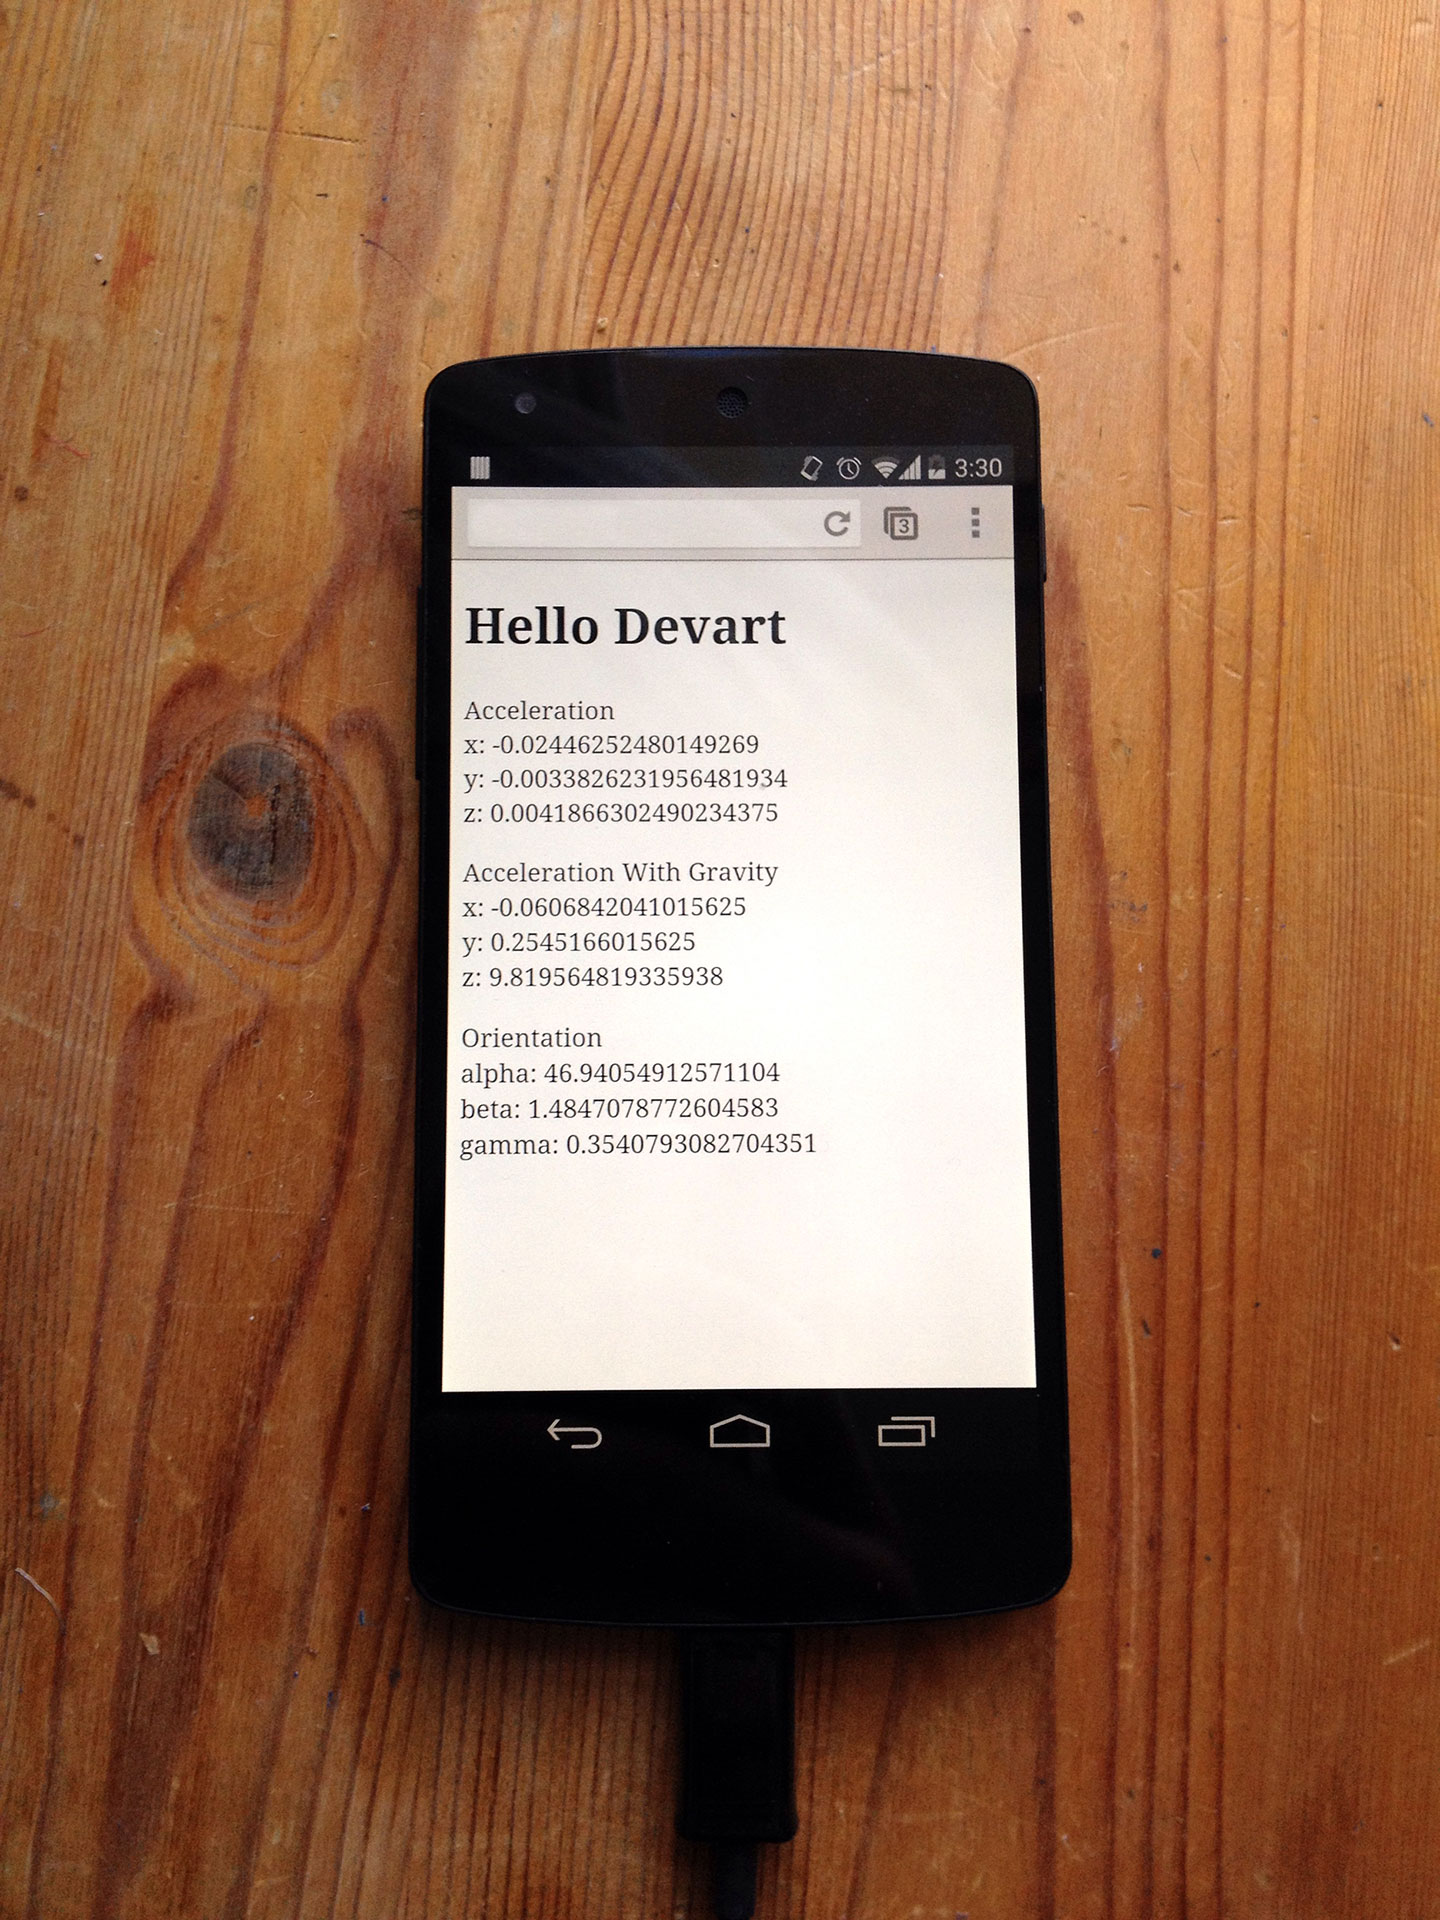 3:30
3
Hello Devart
Acceleration
x: -0.02446252480149269
y: -0.0033826231956481934
z: 0.0041866302490234375
Acceleration With Gravity
x: -0.0606842041015625
y: 0.2545166015625
z: 9.819564819335938
Orientation
alpha: 46.94054912571104
beta: 1.4847078772604583
gamma: 0.3540793082704351